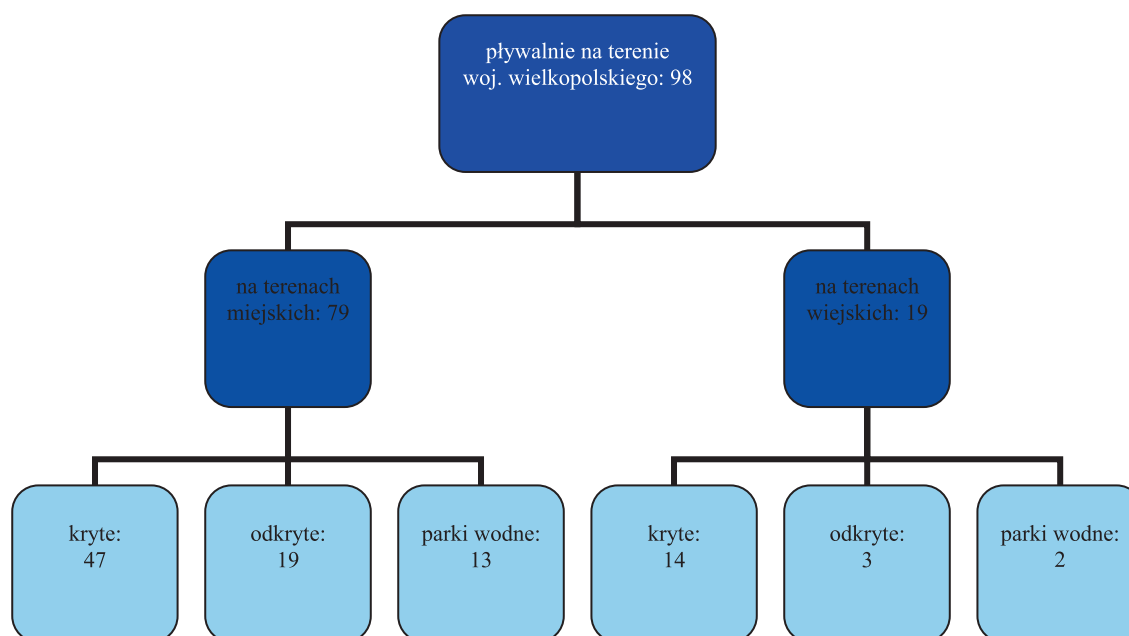 pływalnie na terenie
woj. wielkopolskiego: 98
na terenach
miejskich: 79
na terenach
wiejskich: 19
kryte:
47
odkryte:
19
parki wodne:
13
kryte:
14
odkryte:
3
parki wodne:
2